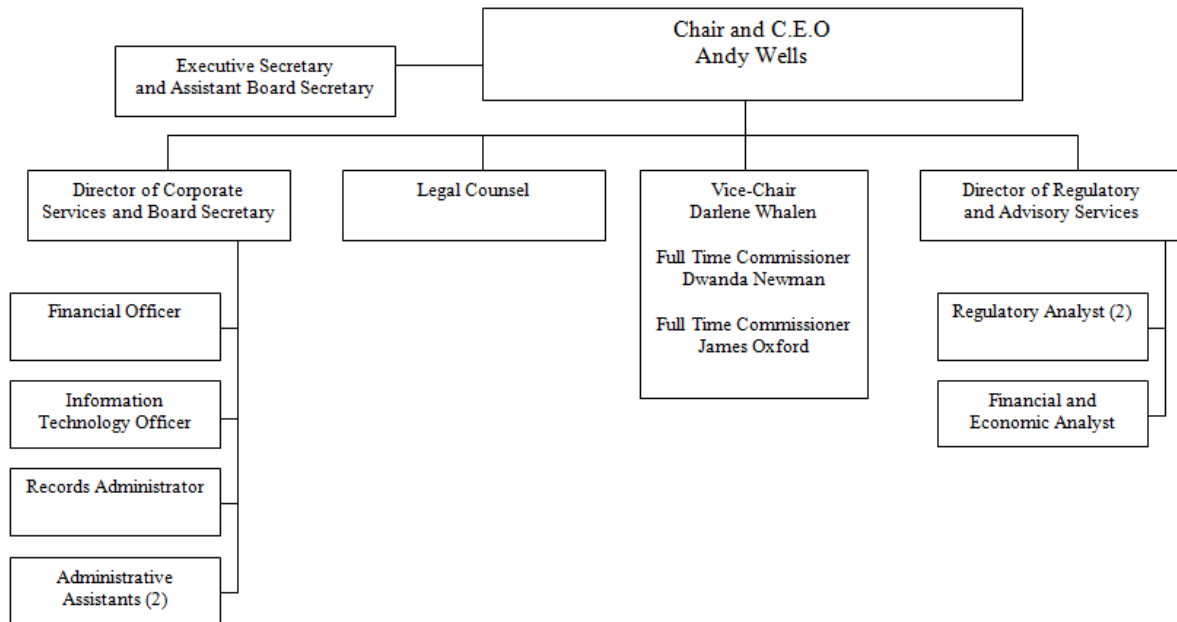 Chair and C.E.O
Andy Wells
Executive Secretary
and Assistant Board Secretary
Director of Corporate
Services and Board Secretary
Legal Counsel
Vice-Chair
Darlene Whalen
Full Time Commissioner
Dwanda Newman
Full Time Commissioner
James Oxford
Director of Regulatory
and Advisory Services
Financial Officer
Information
Technology Officer
Records Administrator
Administrative
Assistants (2)
Regulatory Analyst (2)
Financial and
Economic Analyst